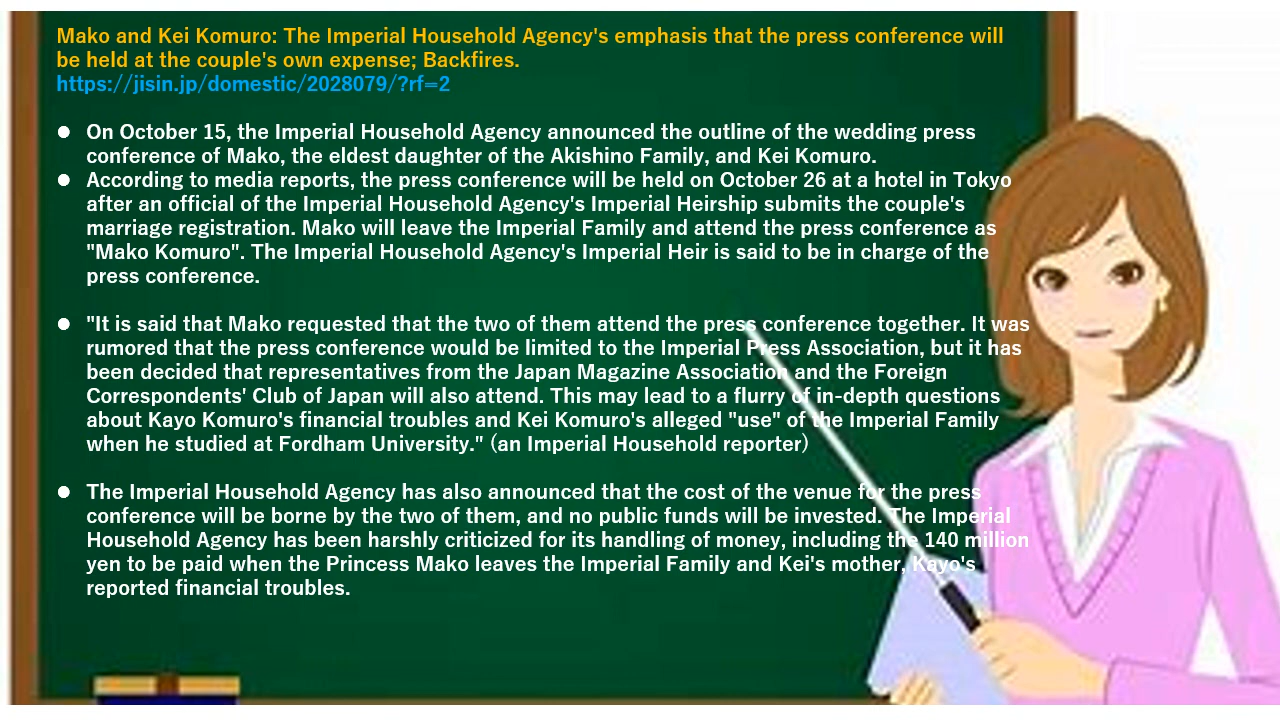 Mako and Kei Komuro: The Imperial Household Agency's emphasis that the press conference will
be held at the couple's own expense; Backfires.
https://jisin.jp/domestic/2028079/?rf=2
● On October 15, the Imperial Household Agency announced the outline of the wedding press
conference of Mako, the eldest daughter of the Akishino Family, and Kei Komuro.
● According to media reports, the press conference will be held on October 26 at a hotel in Tokyo
after an official of the Imperial Household Agency's Imperial Heirship submits the couple's
marriage registration. Mako will leave the Imperial Family and attend the press conference as
"Mako Komuro". The Imperial Household Agency's Imperial Heir is said to be in charge of the
press conference.
● "It is said that Mako requested that the two of them attend the press conference together. It was
rumored that the press conference would be limited to the Imperial Press Association, but it has
been decided that representatives from the Japan Magazine Association and the Foreign
Correspondents' Club of Japan will also attend. This may lead to a flurry of in-depth questions
about Kayo Komuro's financial troubles and Kei Komuro's alleged "use" of the Imperial Family
when he studied at Fordham University." (an Imperial Household reporter)
● The Imperial Household Agency has also announced that the cost of the venue for the press
conference will be borne by the two of them, and no public funds will be invested. The Imperial
Household Agency has been harshly criticized for its handling of money, including the 140 million
yen to be paid when the Princess Mako leaves the Imperial Family and Kei's mother, Kayo's
reported financial troubles.